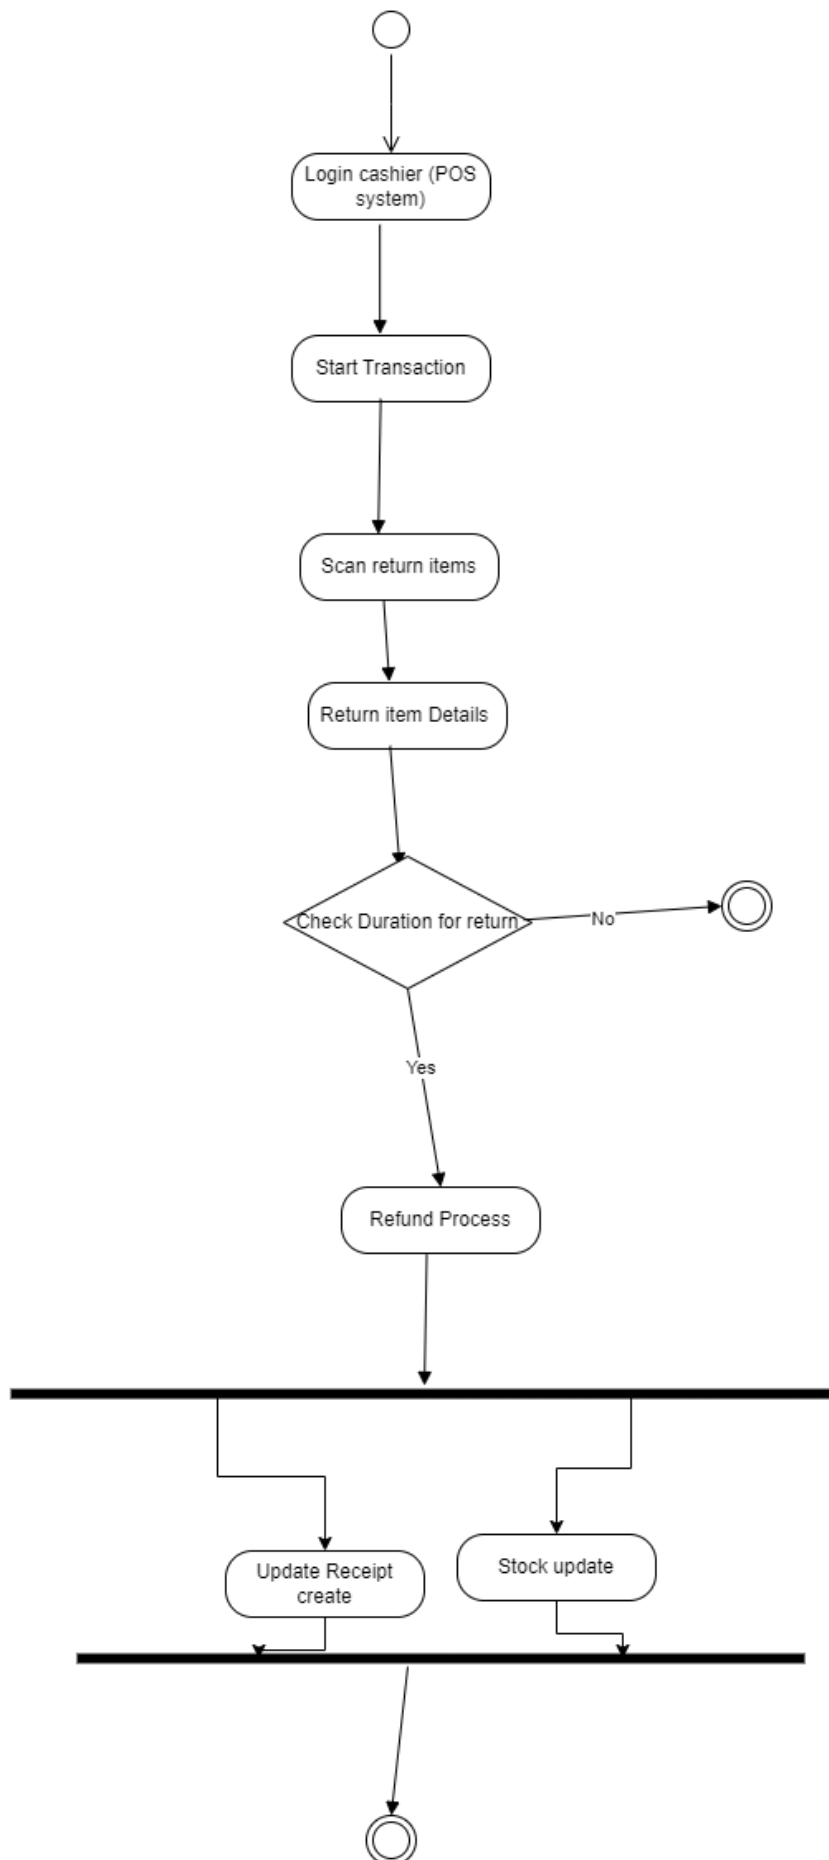 Login cashier (POS
system)
Start Transaction
Scan return items
Return item Details
Check Duration for return
No
Yes
Refund Process
Update Receipt
create
Stock update